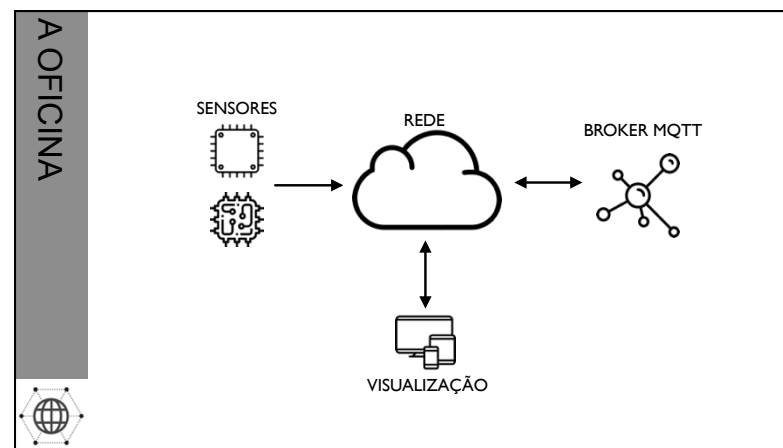 A OFICINA
SENSORES
REDE
BROKER MQTT
VISUALIZAÇÃO